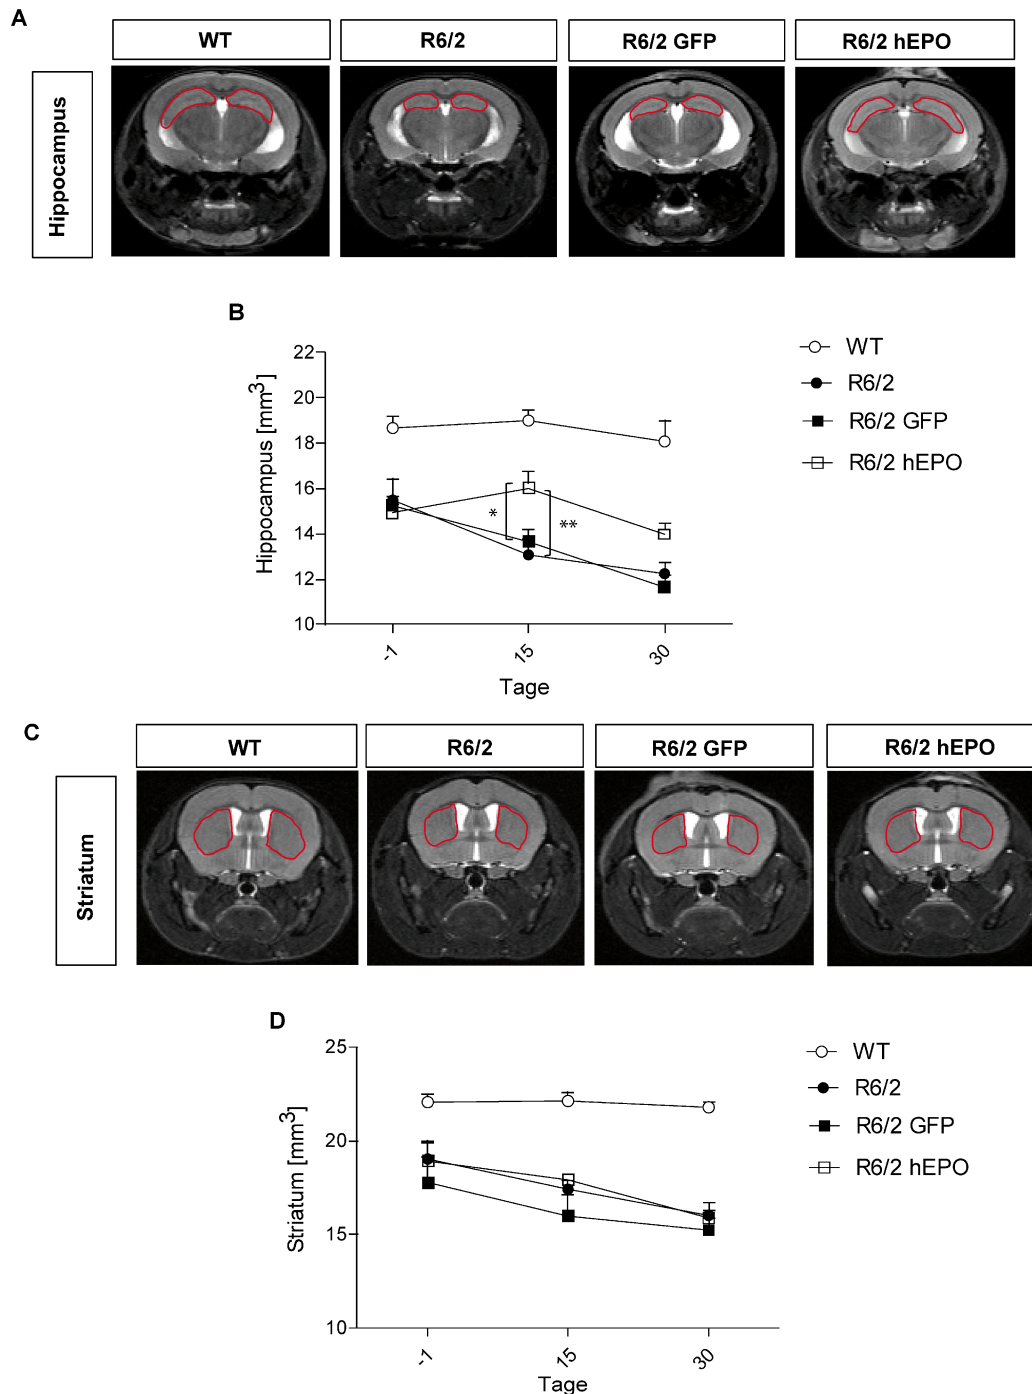 A
WT
R6/2
R6/2 GFP
R6/2 hEPO
Hippocampus
B
Hippocampus [mm³]
22
20
18
16
14
12
10
*
**
-1
15
30
Tage
WT
R6/2
R6/2 GFP
R6/2 hEPO
C
WT
R6/2
R6/2 GFP
R6/2 hEPO
Striatum
D
Striatum [mm³]
25
20
15
10
-1
15
30
Tage
WT
R6/2
R6/2 GFP
R6/2 hEPO